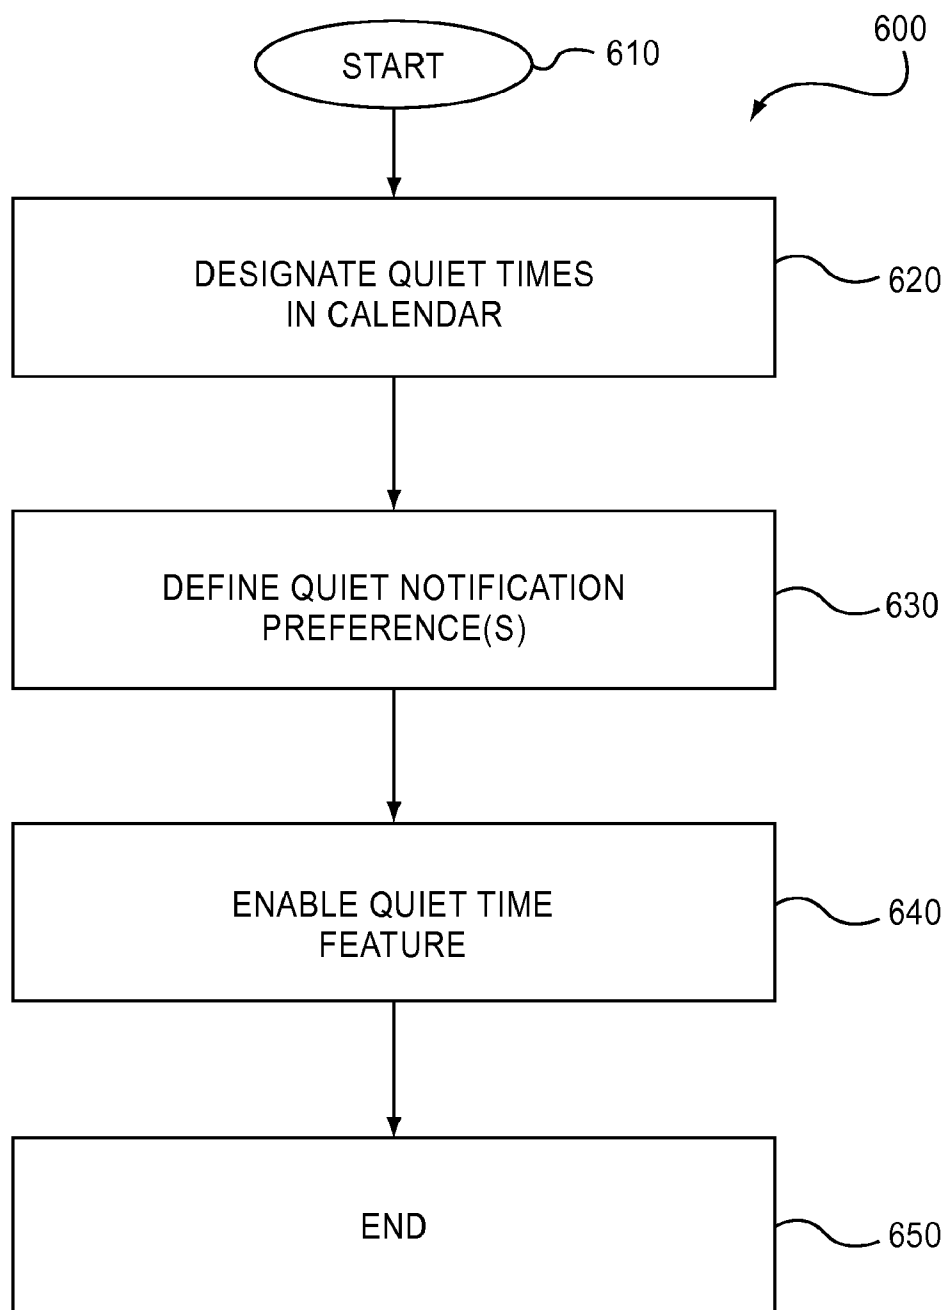 600
START
610
DESIGNATE QUIET TIMES
IN CALENDAR
620
DEFINE QUIET NOTIFICATION
PREFERENCE(S)
630
ENABLE QUIET TIME
FEATURE
640
END
650